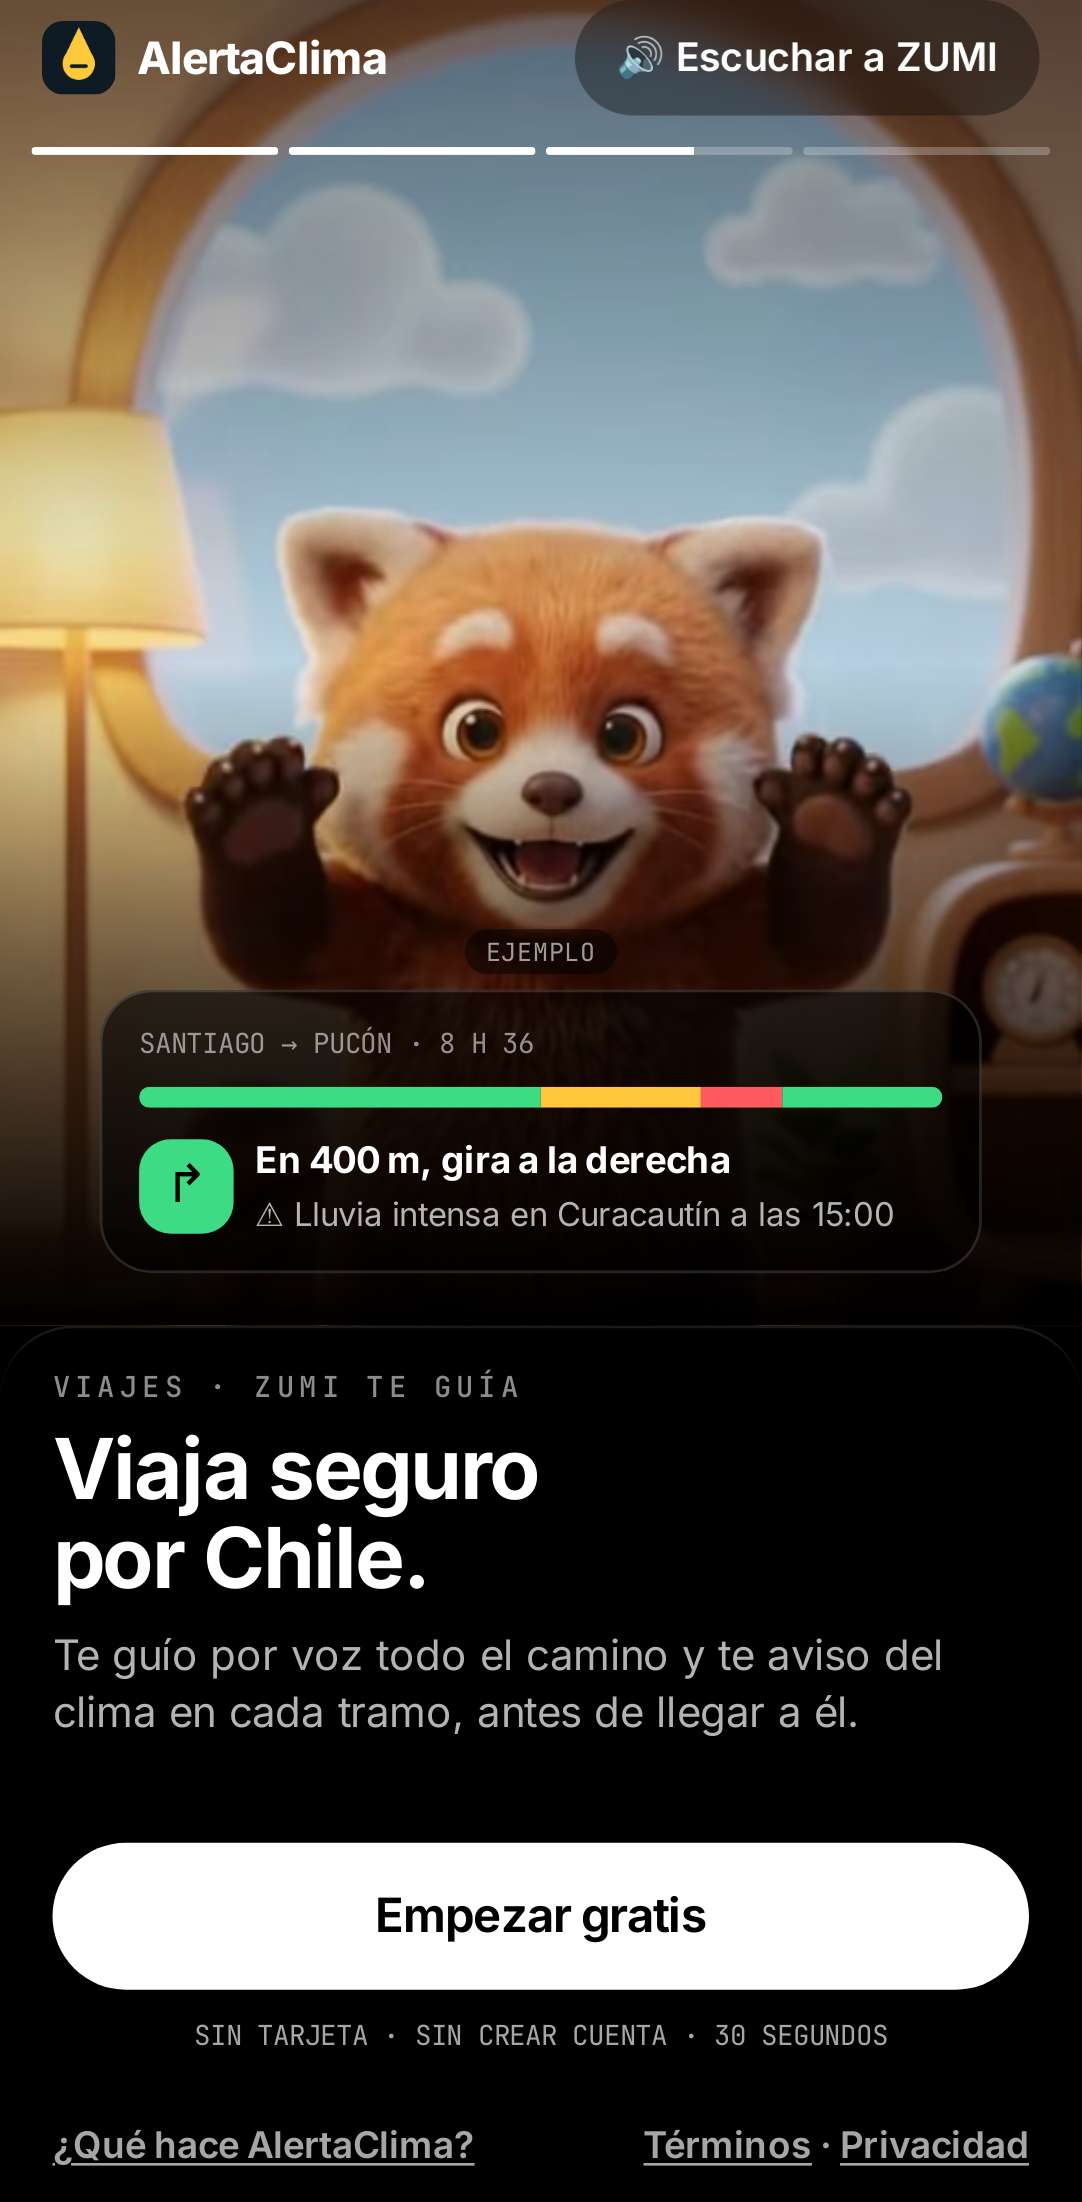 AlertaClima
🔊 Escuchar a ZUMI
EJEMPLO
SANTIAGO → PUCÓN · 8 H 36
En 400 m, gira a la derecha
⚠ Lluvia intensa en Curacautín a las 15:00
VIAJES · ZUMI TE GUÍA
Viaja seguro
por Chile.
Te guío por voz todo el camino y te aviso del
clima en cada tramo, antes de llegar a él.
Empezar gratis
SIN TARJETA · SIN CREAR CUENTA · 30 SEGUNDOS
¿Qué hace AlertaClima?
Términos · Privacidad